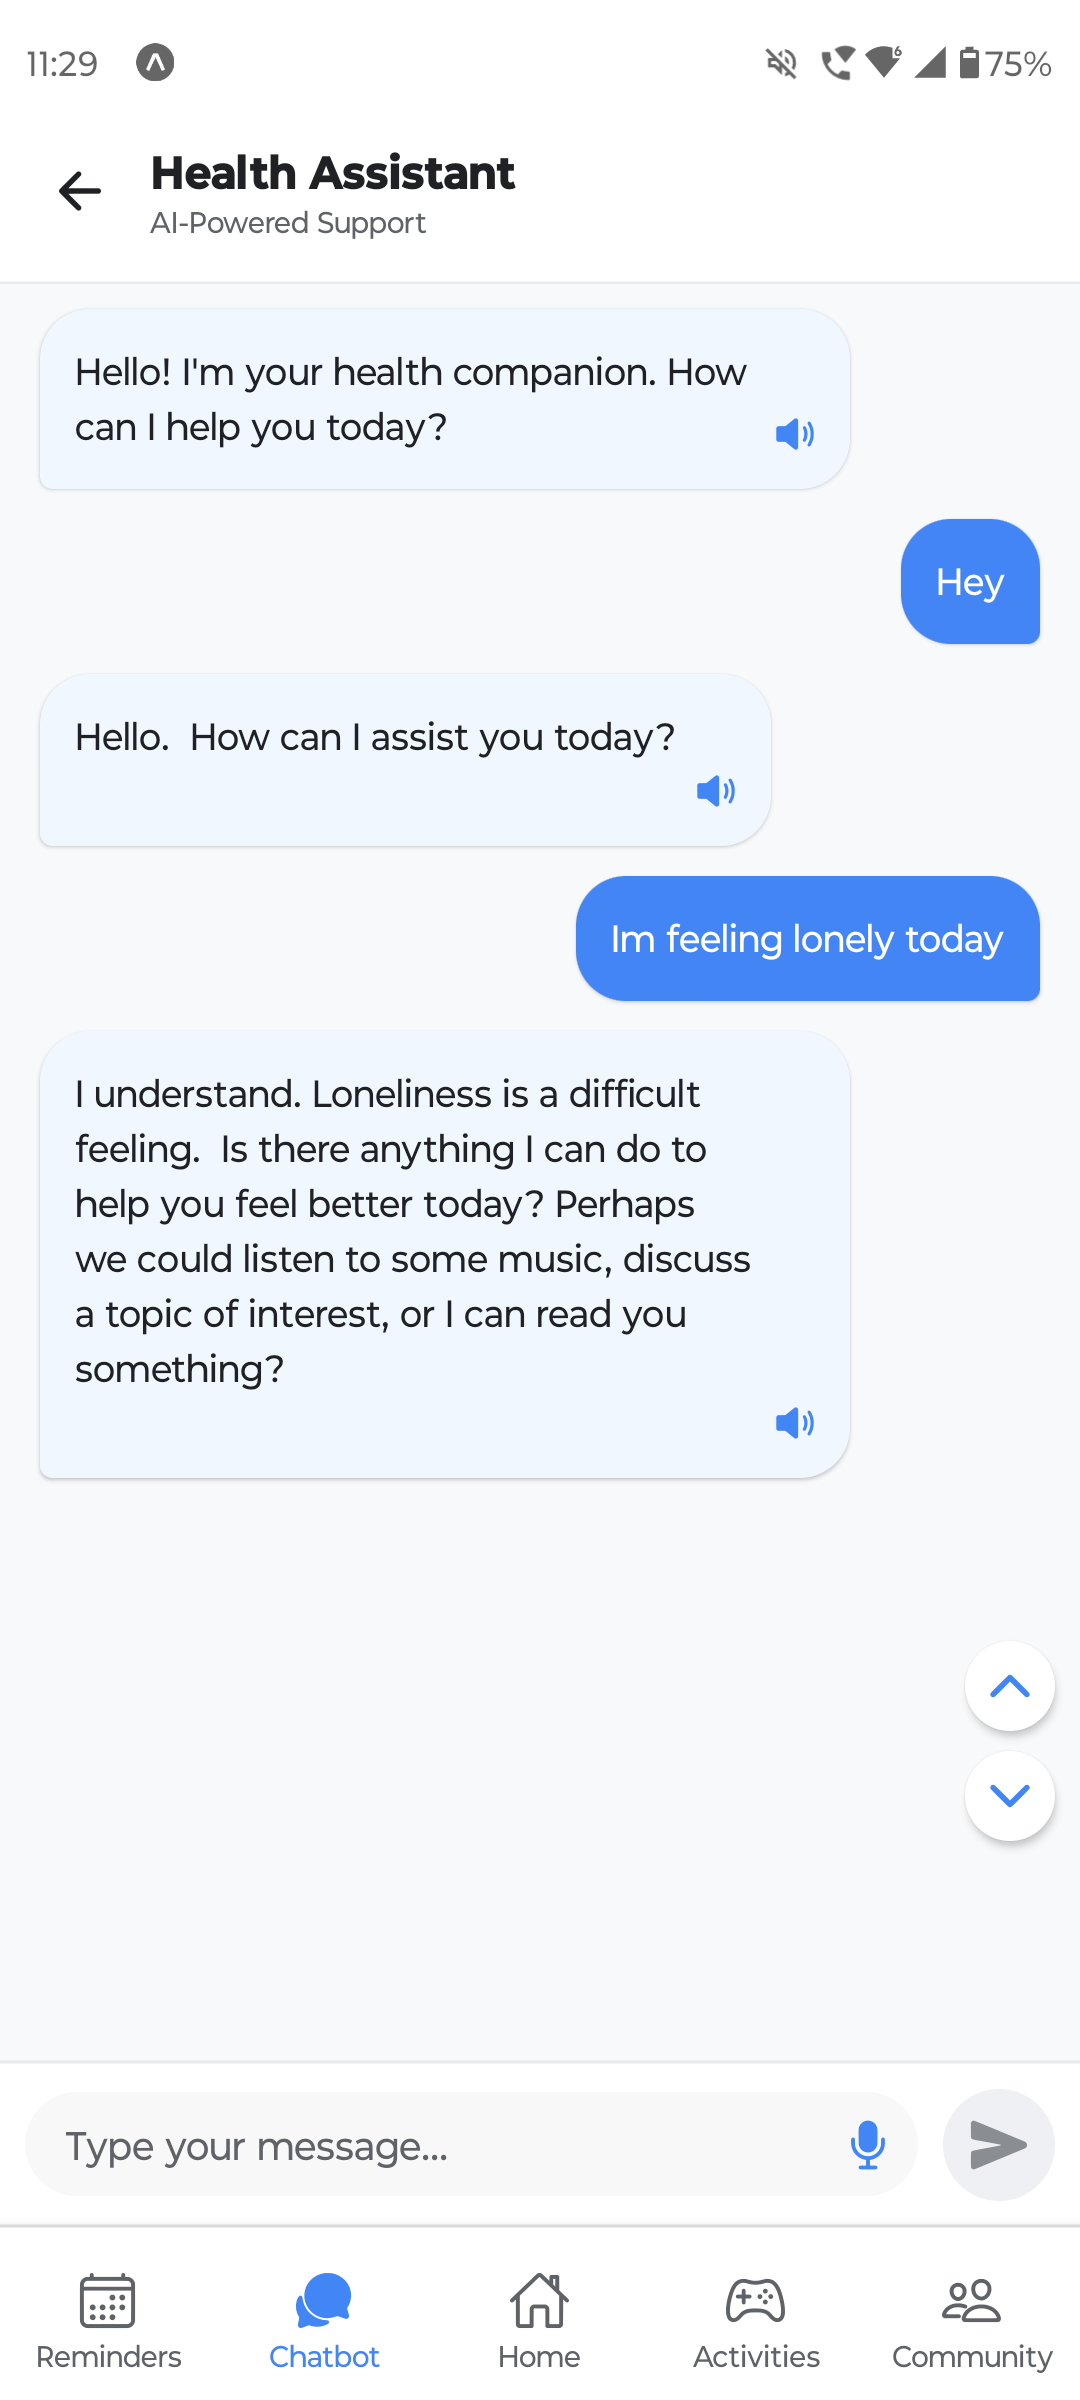 11:29
6
75%
Health Assistant
AI-Powered Support
Hello! I'm your health companion. How
can I help you today?
Hey
Hello.  How can I assist you today?
Im feeling lonely today
I understand. Loneliness is a difficult
feeling.  Is there anything I can do to
help you feel better today? Perhaps
we could listen to some music, discuss
a topic of interest, or I can read you
something?
Type your message...
Reminders
Chatbot
Home
Activities
Community